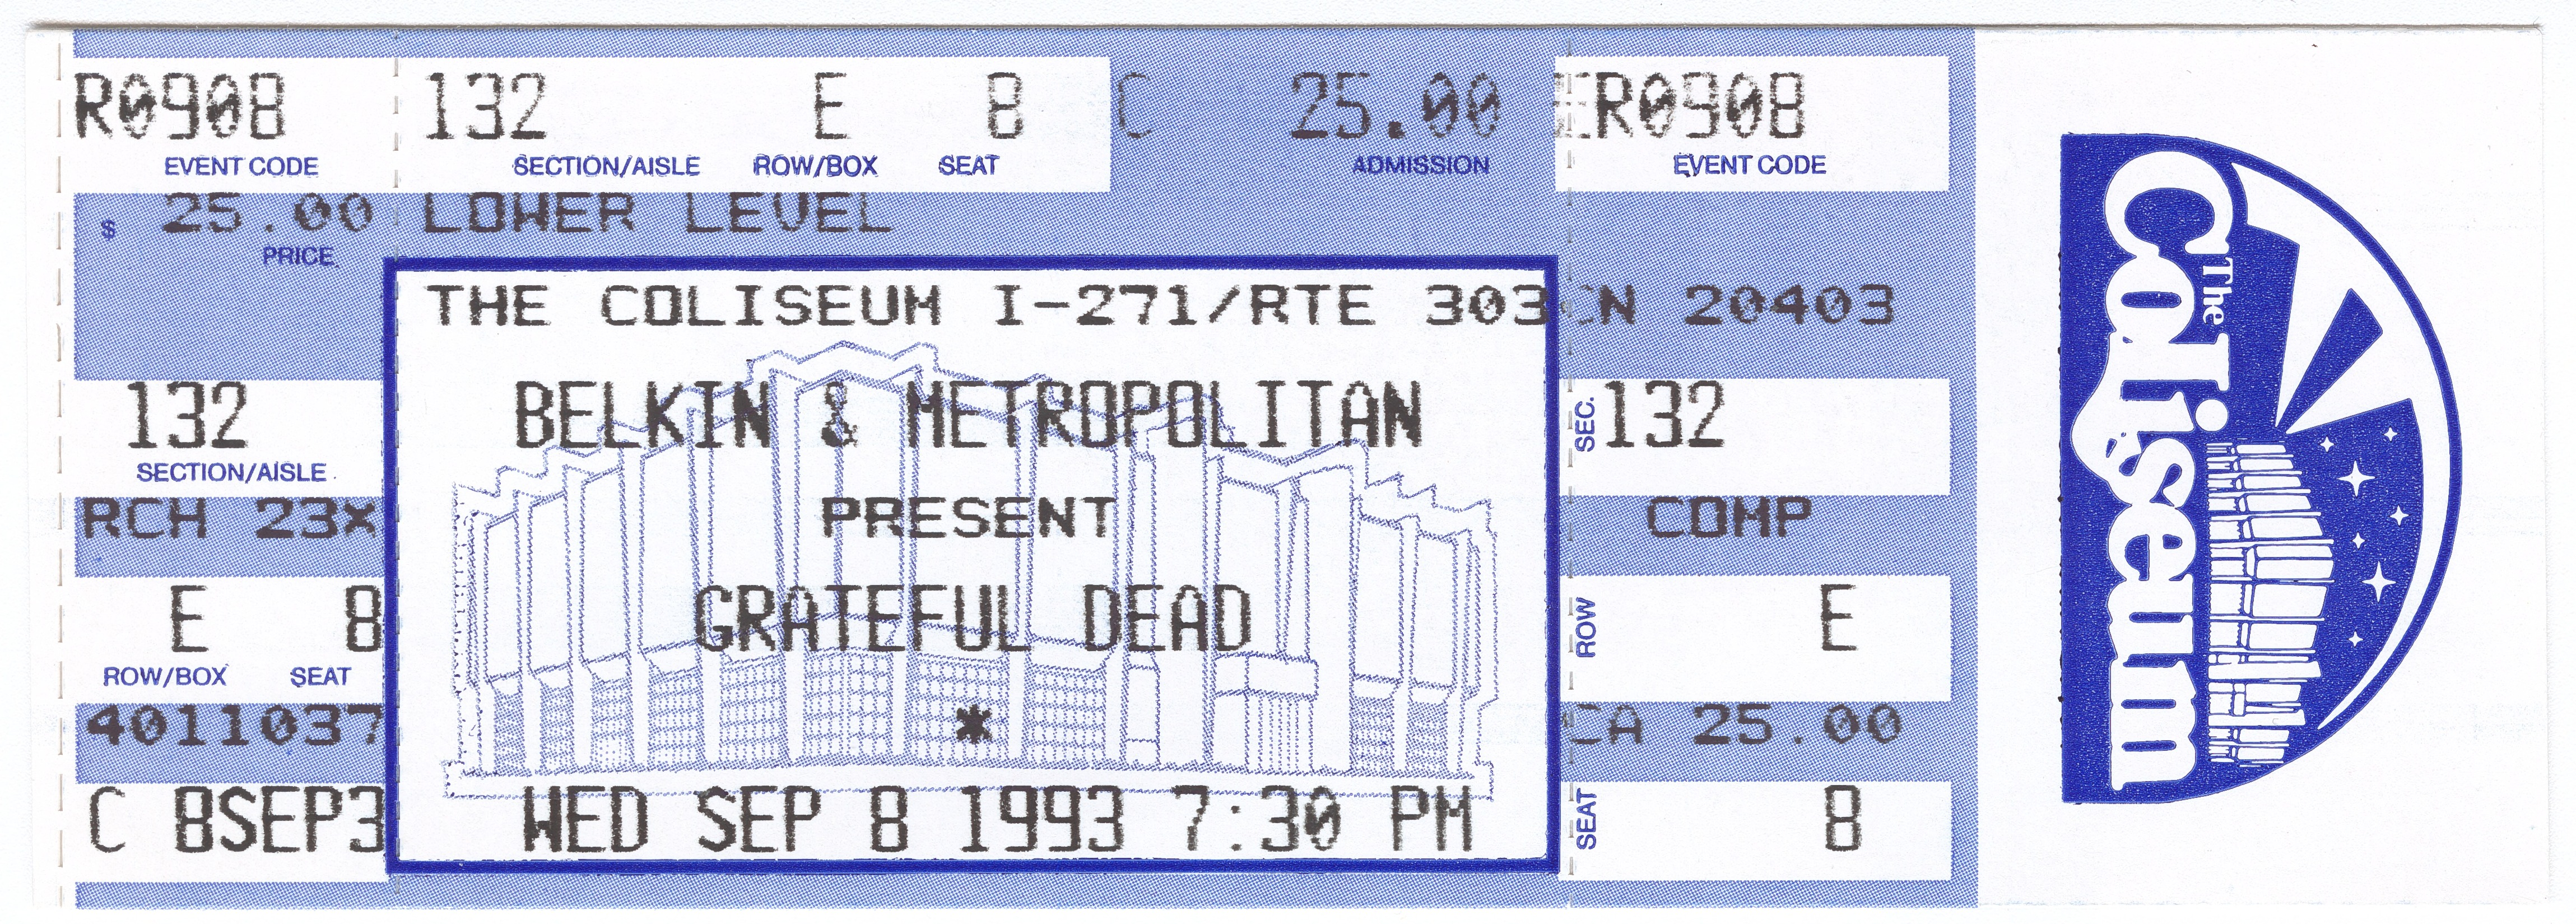 R0908
EVENT CODE
$ 25.00
PRICE
132
SECTION/AISLE
RCH 23X
E 8
ROW/BOX SEAT
4011037
C 8SEP3
132 E 8 C 25.00
SECTION/AISLE ROW/BOX SEAT ADMISSION
LOWER LEVEL
THE COLISEUM I-271/RTE 303
BELKIN & METROPOLITAN
PRESENT
GRATEFUL DEAD
*
WED SEP 8 1993 7:30 PM
ER0908
EVENT CODE
CN 20403
SEC. 132
COMP
ROW E
CA 25.00
SEAT 8
The
Coliseum